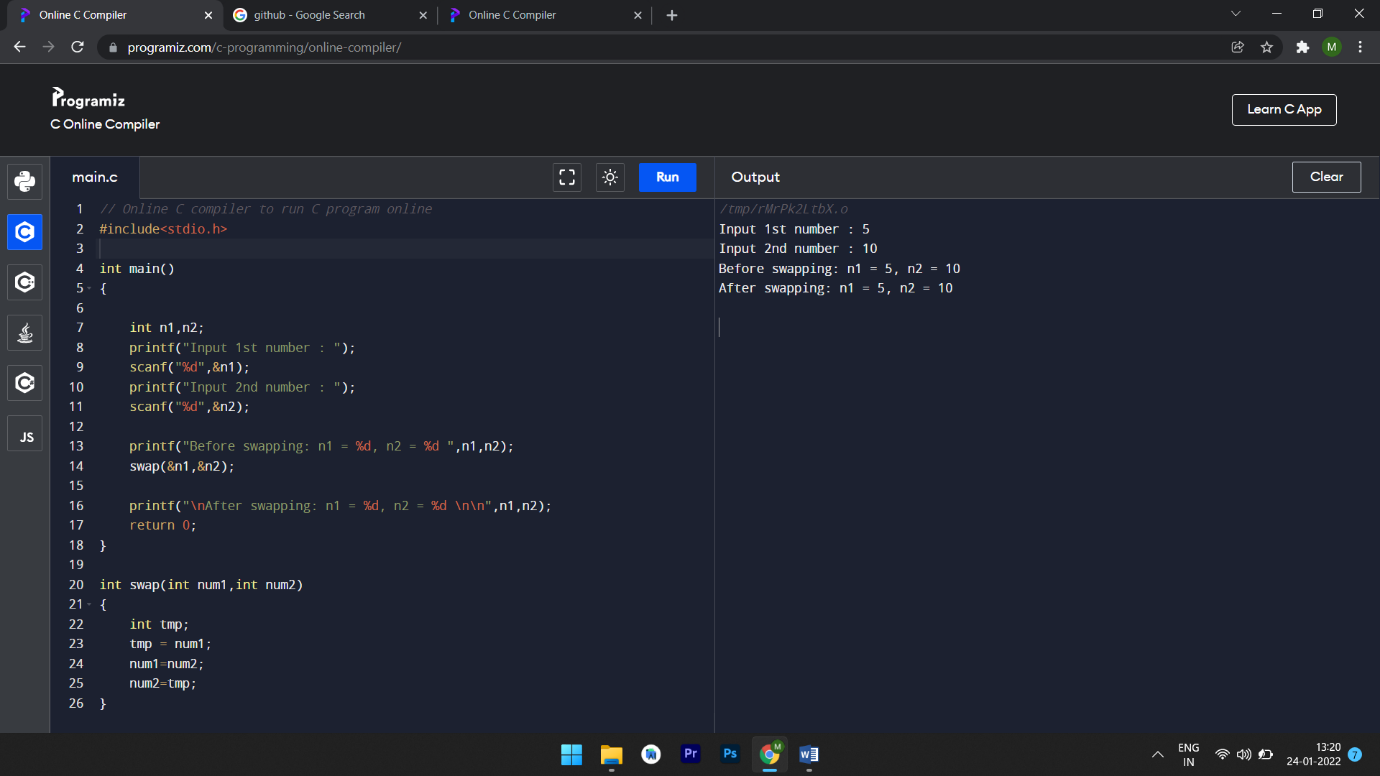 Online C Compiler
github - Google Search
Online C Compiler
programiz.com/c-programming/online-compiler/
M
Programiz
C Online Compiler
Learn C App
main.c
Run
Output
Clear
JS
1 // Online C compiler to run C program online
2 #include<stdio.h>
3
4 int main()
5 {
6
7     int n1,n2;
8     printf("Input 1st number : ");
9     scanf("%d",&n1);
10     printf("Input 2nd number : ");
11     scanf("%d",&n2);
12
13     printf("Before swapping: n1 = %d, n2 = %d ",n1,n2);
14     swap(&n1,&n2);
15
16     printf("\nAfter swapping: n1 = %d, n2 = %d \n\n",n1,n2);
17     return 0;
18 }
19
20 int swap(int num1,int num2)
21 {
22     int tmp;
23     tmp = num1;
24     num1=num2;
25     num2=tmp;
26 }
/tmp/rMrPk2LtbX.o
Input 1st number : 5
Input 2nd number : 10
Before swapping: n1 = 5, n2 = 10
After swapping: n1 = 5, n2 = 10
Pr
Ps
M
W
ENG
IN
13:20
24-01-2022
7